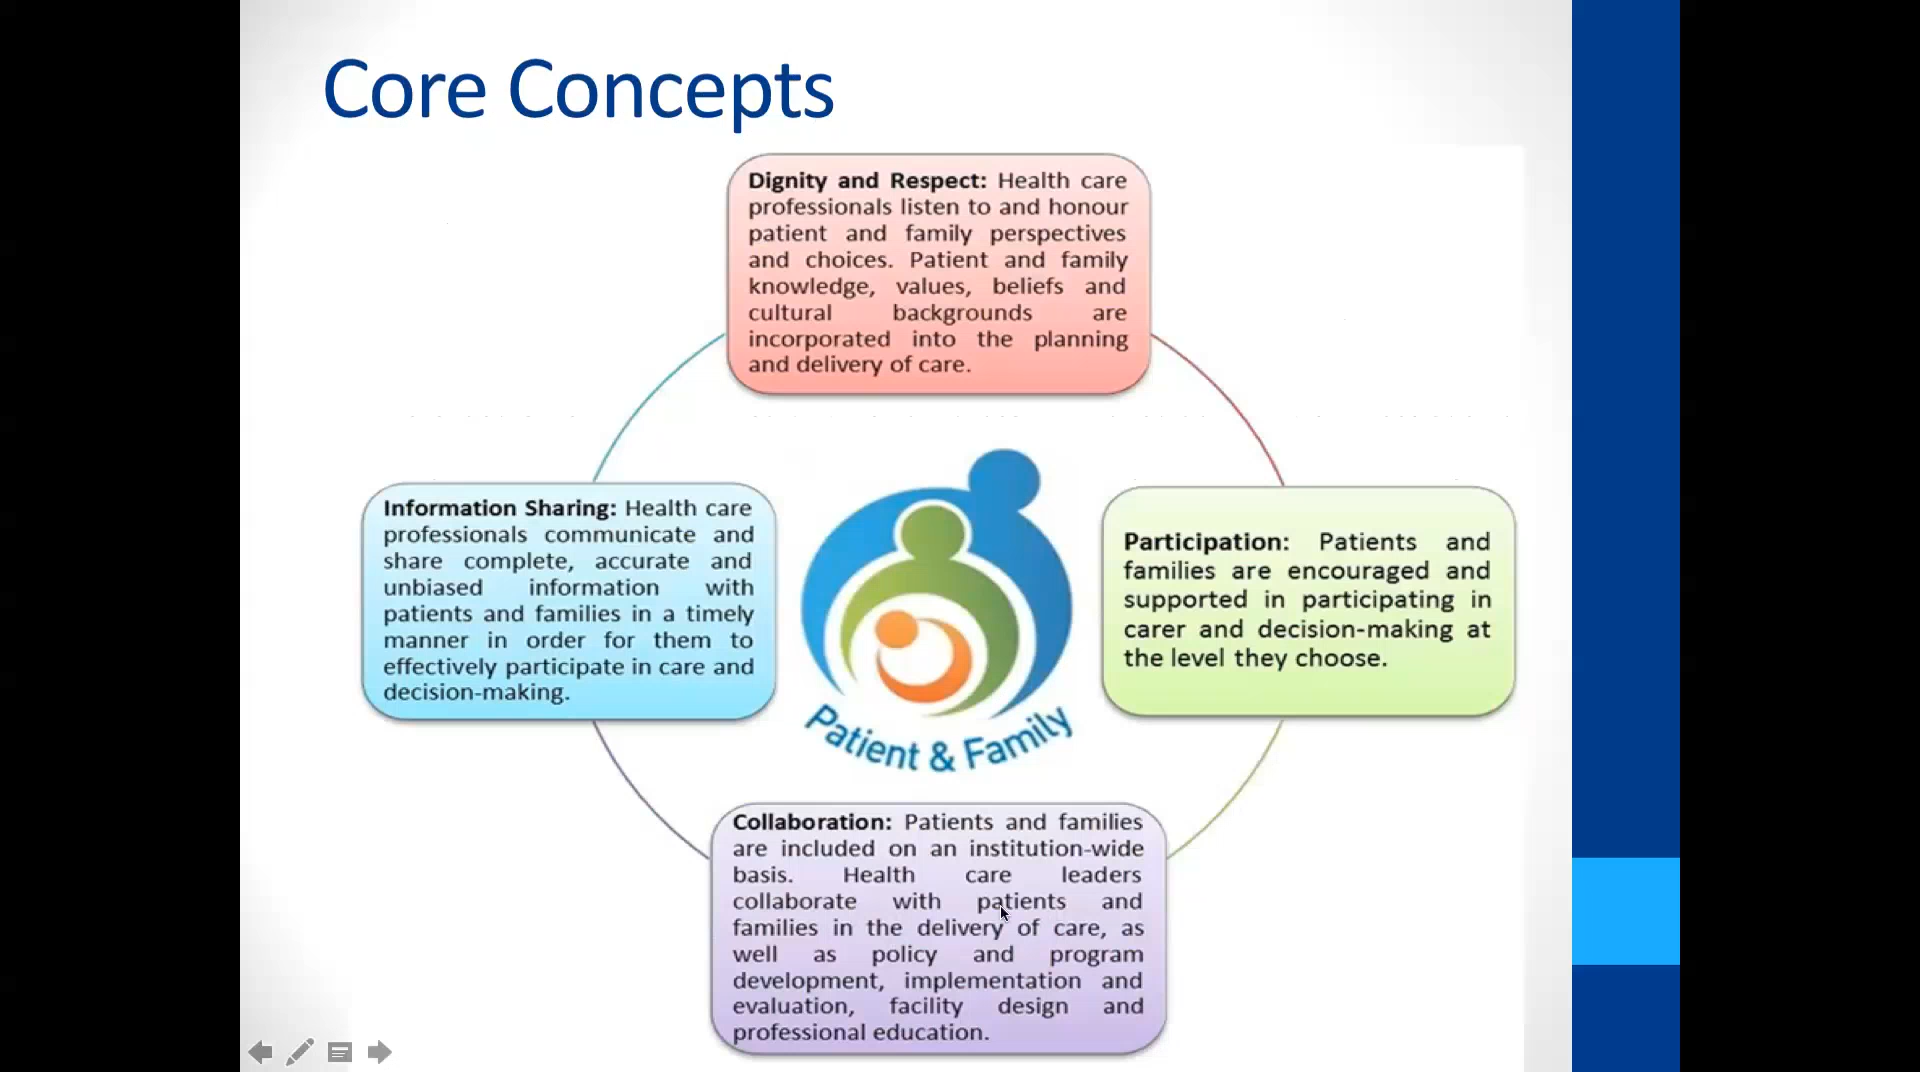 Core Concepts
Dignity and Respect: Health care
professionals listen to and honour
patient and family perspectives
and choices. Patient and family
knowledge, values, beliefs and
cultural backgrounds are
incorporated into the planning
and delivery of care.
Information Sharing: Health care
professionals communicate and
share complete, accurate and
unbiased information with
patients and families in a timely
manner in order for them to
effectively participate in care and
decision-making.
Participation: Patients and
families are encouraged and
supported in participating in
carer and decision-making at
the level they choose.
Patient & Family
Collaboration: Patients and families
are included on an institution-wide
basis. Health care leaders
collaborate with patients and
families in the delivery of care, as
well as policy and program
development, implementation and
evaluation, facility design and
professional education.